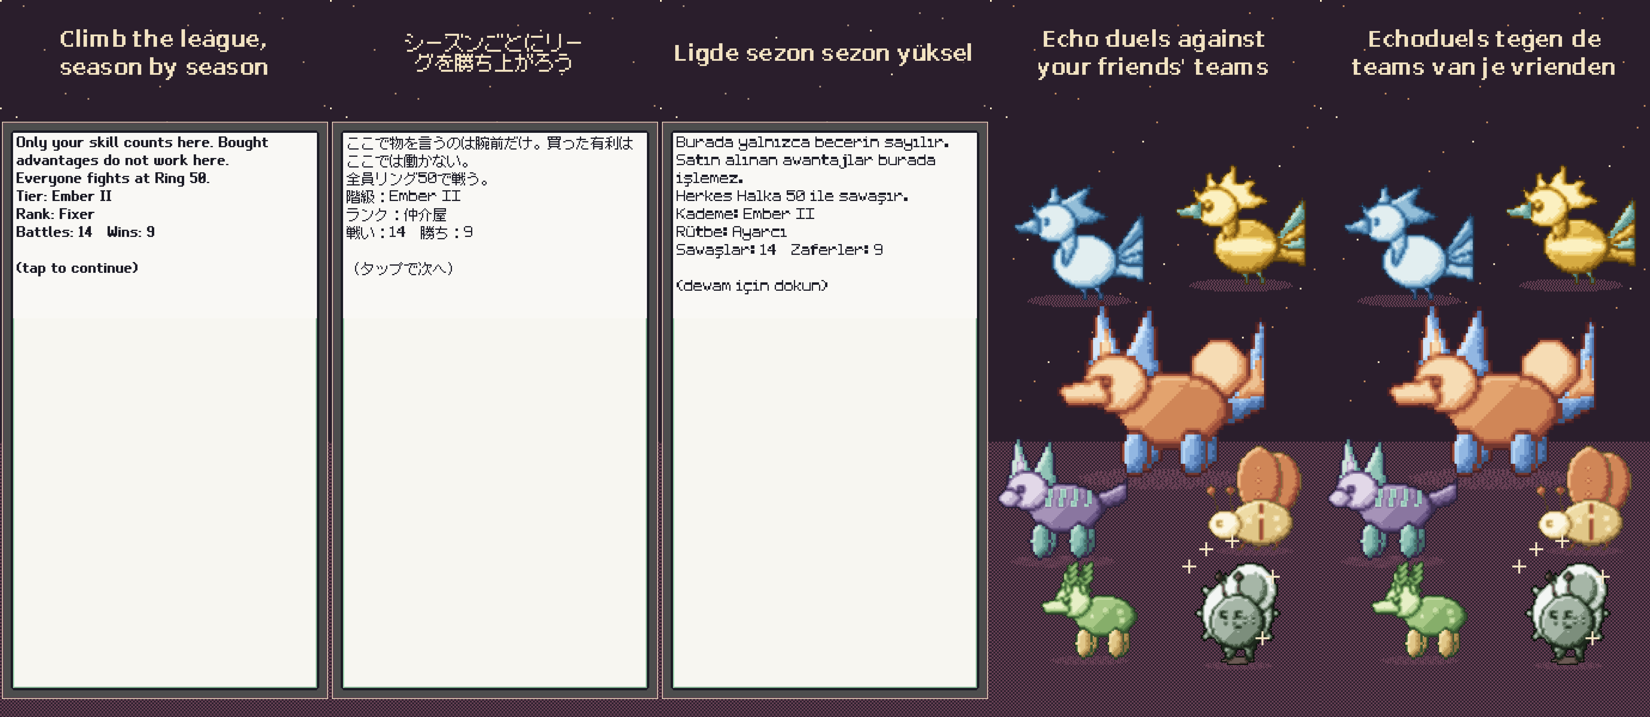 Climb the league,
season by season
Only your skill counts here. Bought
advantages do not work here.
Everyone fights at Ring 50.
Tier: Ember II
Rank: Fixer
Battles: 14 Wins: 9
(tap to continue)
シーズンごとにリー
グを勝ち上がろう
ここで物を言うのは腕前だけ。買った有利は
ここでは働かない。
全員リング50で戦う。
階級：Ember II
ランク：仲介屋
戦い：14 勝ち：9
（タップで次へ）
Ligde sezon sezon yüksel
Burada yalnızca becerin sayılır.
Satın alınan avantajlar burada
işlemez.
Herkes Halka 50 ile savaşır.
Kademe: Ember II
Rütbe: Ayarcı
Savaşlar: 14 Zaferler: 9
(devam için dokun)
Echo duels against
your friends' teams
Echoduels tegen de
teams van je vrienden